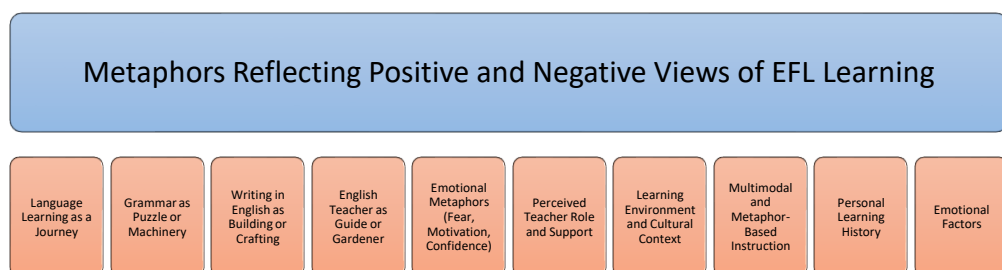 Metaphors Reflecting Positive and Negative Views of EFL Learning
Language
Learning as a
Journey
Grammar as
Puzzle or
Machinery
Writing in
English as
Building or
Crafting
English
Teacher as
Guide or
Gardener
Emotional
Metaphors
(Fear,
Motivation,
Confidence)
Perceived
Teacher Role
and Support
Learning
Environment
and Cultural
Context
Multimodal
and
Metaphor-
Based
Instruction
Personal
Learning
History
Emotional
Factors